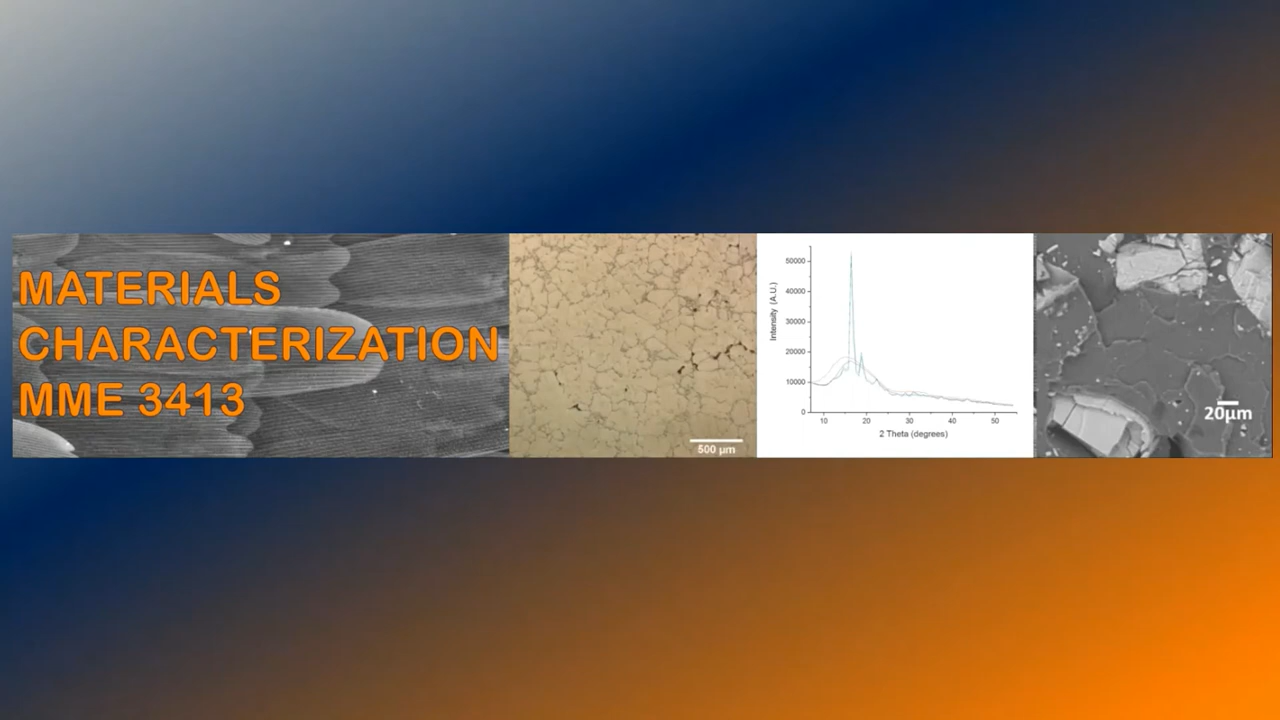 MATERIALS
CHARACTERIZATION
MME 3413
500 µm
50000
40000
30000
20000
10000
0
Intensity (A.U.)
10 20 30 40 50
2 Theta (degrees)
20µm